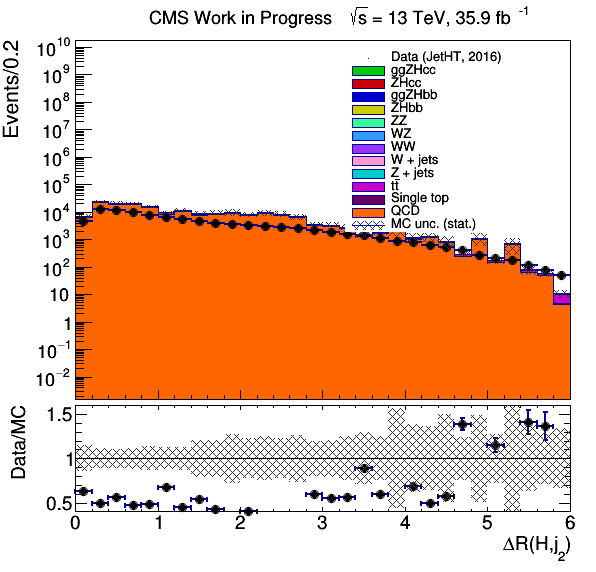 CMS Work in Progress √s = 13 TeV, 35.9 fb⁻¹
Events/0.2
10¹⁰
10⁹
10⁸
10⁷
10⁶
10⁵
10⁴
10³
10²
10
1
10⁻¹
10⁻²
Data (JetHT, 2016)
ggZHcc
ZHcc
ggZHbb
ZHbb
ZZ
WZ
WW
W + jets
Z + jets
tt̄
Single top
QCD
MC unc. (stat.)
Data/MC
1.5
1
0.5
0 1 2 3 4 5 6
ΔR(H,j₂)